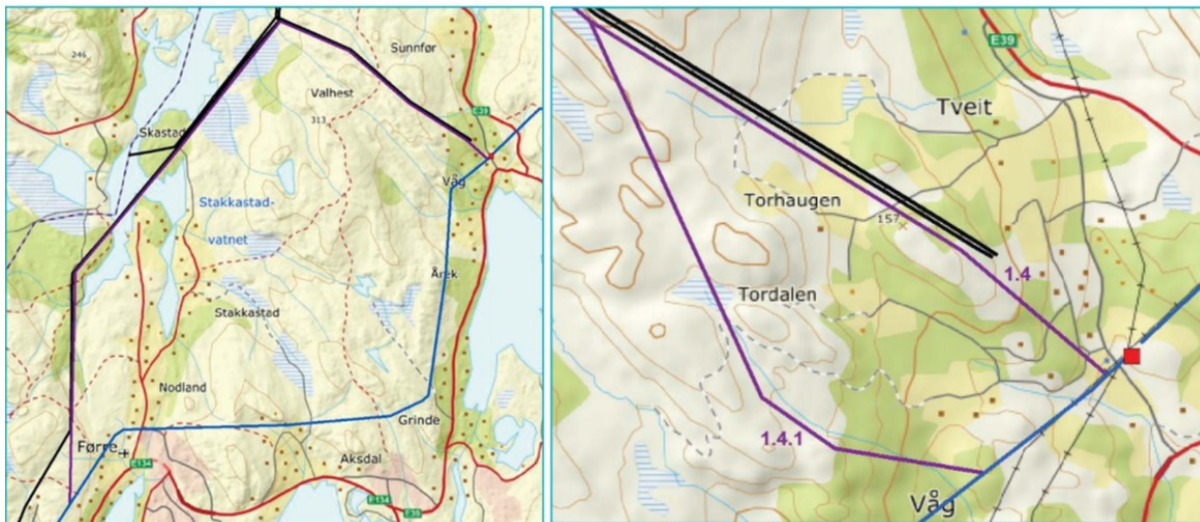 Sunnfør
246
Valhest
E39
313
Skastad
Våg
Stakkastad-
vatnet
Årek
Stakkastad
Nodland
Grinde
Førre
Aksdal
E134
E134
E39
E39
Tveit
Torhaugen
157
1.4
Tordalen
1.4.1
Våg